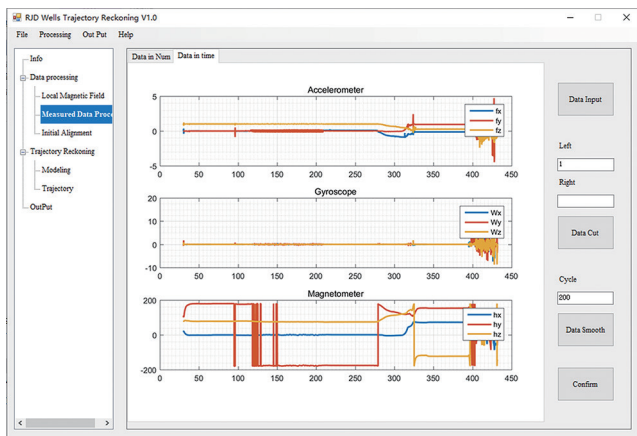 RJD Wells Trajectory Reckoning V1.0
File Processing Out Put Help
Info
Data processing
Local Magnetic Field
Measured Data Proce
Initial Alignment
Trajectory Reckoning
Modeling
Trajectory
OutPut
Data in Num Data in time
Accelerometer
5
0
-5
0 50 100 150 200 250 300 350 400 450
fx
fy
fz
Gyroscope
20
10
0
-10
0 50 100 150 200 250 300 350 400 450
Wx
Wy
Wz
Magnetometer
200
0
-200
0 50 100 150 200 250 300 350 400 450
hx
hy
hz
Data Input
Left
1
Right
Data Cut
Cycle
200
Data Smooth
Confirm